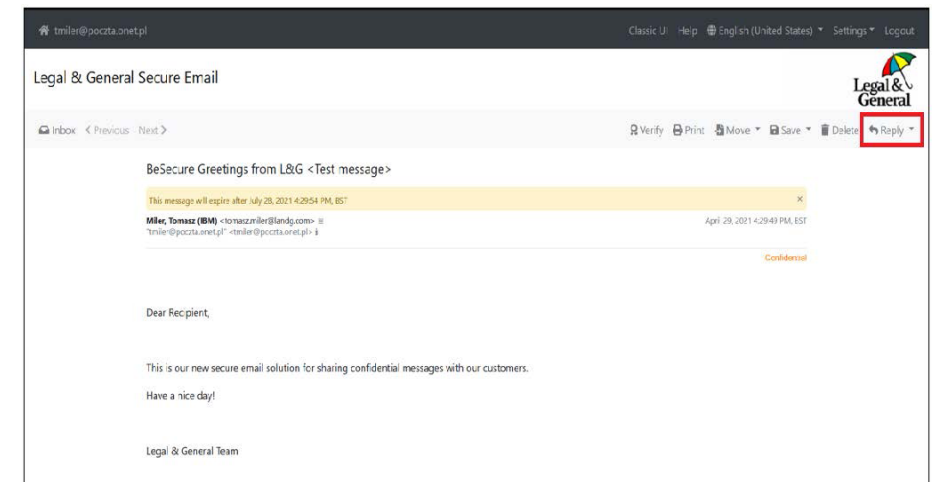 tmiler@poczta.onet.pl Classic UI Help English (United States) Settings Logout
Legal & General Secure Email
Legal &
General
Inbox Previous Next Verify Print Move Save Delete Reply
BeSecure Greetings from L&G <Test message>
This message will expire after July 28, 2021 4:29:54 PM, BST ×
Miler, Tomasz (IBM) <tomasz.miler@landg.com> April 29, 2021 4:29:49 PM, EST
"tmiler@poczta.onet.pl" <tmiler@poczta.onet.pl>
Confidential
Dear Recipient,
This is our new secure email solution for sharing confidential messages with our customers.
Have a nice day!
Legal & General Team